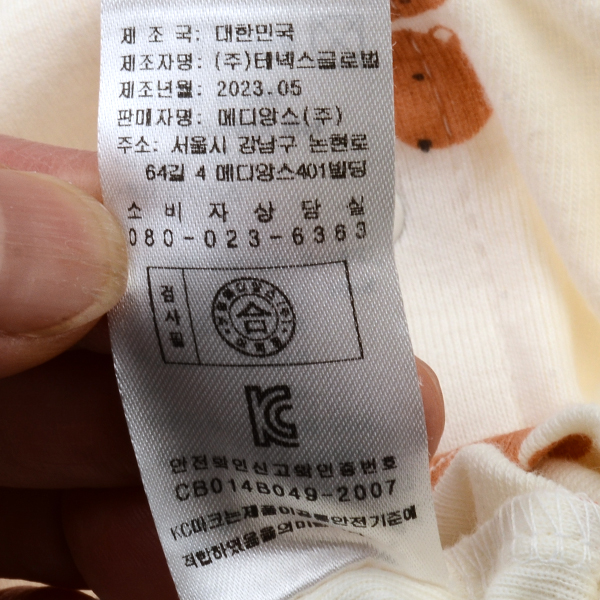 제 조 국: 대한민국
제조자명: (주)테넥스글로벌
제조년월: 2023.05
판매자명: 메디앙스(주)
주소: 서울시 강남구 논현로
64길 4 메디앙스401빌딩
소 비 자 상 담 실
080-023-6363
검사필
합
KC
안전확인신고확인증번호
CB014B049-2007
KC마크는제품이공통안전기준에
적합하였음을의미합니다